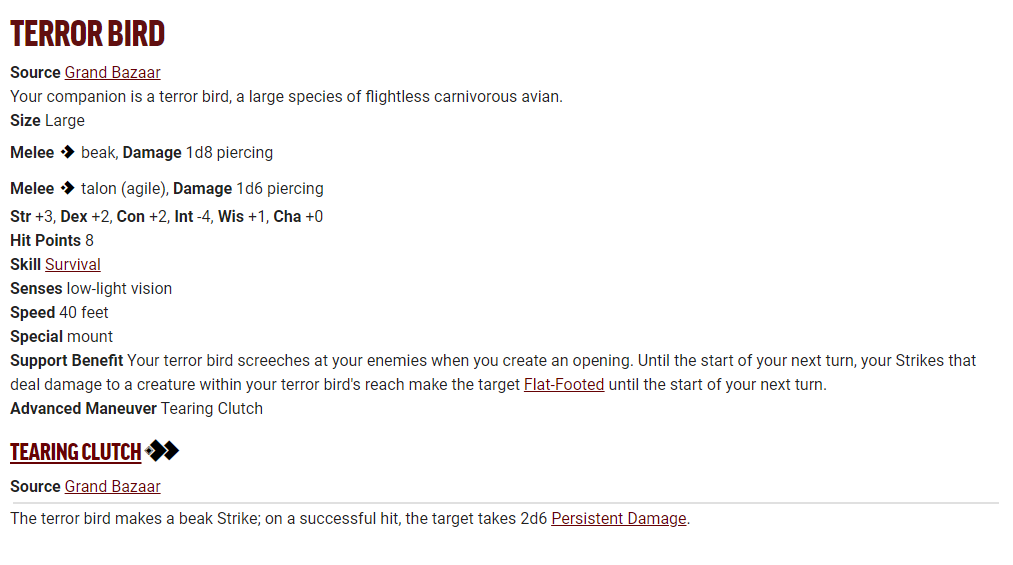 TERROR BIRD
Source Grand Bazaar
Your companion is a terror bird, a large species of flightless carnivorous avian.
Size Large
Melee beak, Damage 1d8 piercing
Melee talon (agile), Damage 1d6 piercing
Str +3, Dex +2, Con +2, Int -4, Wis +1, Cha +0
Hit Points 8
Skill Survival
Senses low-light vision
Speed 40 feet
Special mount
Support Benefit Your terror bird screeches at your enemies when you create an opening. Until the start of your next turn, your Strikes that
deal damage to a creature within your terror bird's reach make the target Flat-Footed until the start of your next turn.
Advanced Maneuver Tearing Clutch
TEARING CLUTCH
Source Grand Bazaar
The terror bird makes a beak Strike; on a successful hit, the target takes 2d6 Persistent Damage.